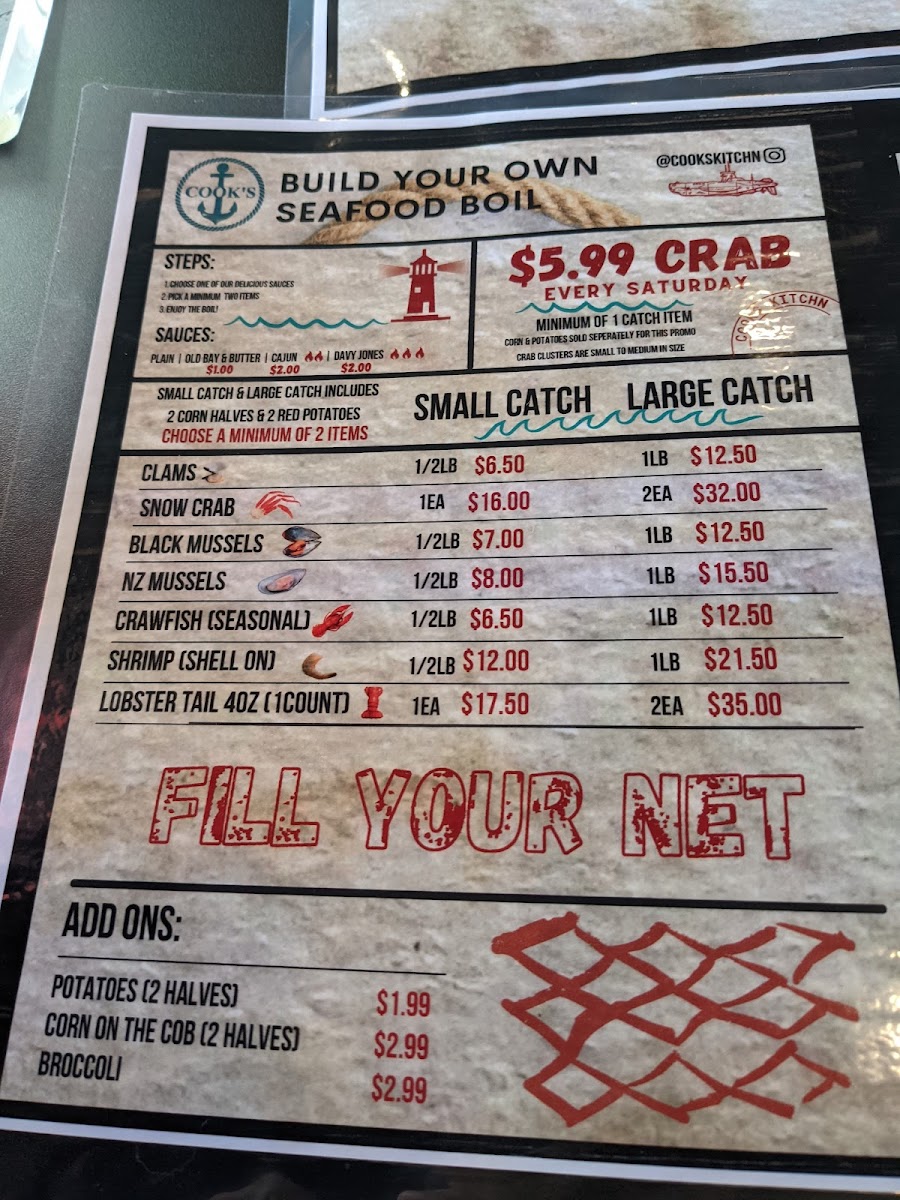 COOK'S
BUILD YOUR OWN
SEAFOOD BOIL
@COOKSKITCHN
STEPS:
1.CHOOSE ONE OF OUR DELICIOUS SAUCES
2.PICK A MINIMUM TWO ITEMS
3.ENJOY THE BOIL!
SAUCES:
PLAIN | OLD BAY & BUTTER | CAJUN | DAVY JONES
$1.00 $2.00 $2.00
$5.99 CRAB
EVERY SATURDAY
MINIMUM OF 1 CATCH ITEM
CORN & POTATOES SOLD SEPERATELY FOR THIS PROMO
CRAB CLUSTERS ARE SMALL TO MEDIUM IN SIZE
KITCHN
SMALL CATCH & LARGE CATCH INCLUDES
2 CORN HALVES & 2 RED POTATOES
CHOOSE A MINIMUM OF 2 ITEMS
SMALL CATCH LARGE CATCH
CLAMS 1/2LB $6.50 1LB $12.50
SNOW CRAB 1EA $16.00 2EA $32.00
BLACK MUSSELS 1/2LB $7.00 1LB $12.50
NZ MUSSELS 1/2LB $8.00 1LB $15.50
CRAWFISH (SEASONAL) 1/2LB $6.50 1LB $12.50
SHRIMP (SHELL ON) 1/2LB $12.00 1LB $21.50
LOBSTER TAIL 4OZ (1COUNT) 1EA $17.50 2EA $35.00
FILL YOUR NET
ADD ONS:
POTATOES (2 HALVES) $1.99
CORN ON THE COB (2 HALVES) $2.99
BROCCOLI $2.99